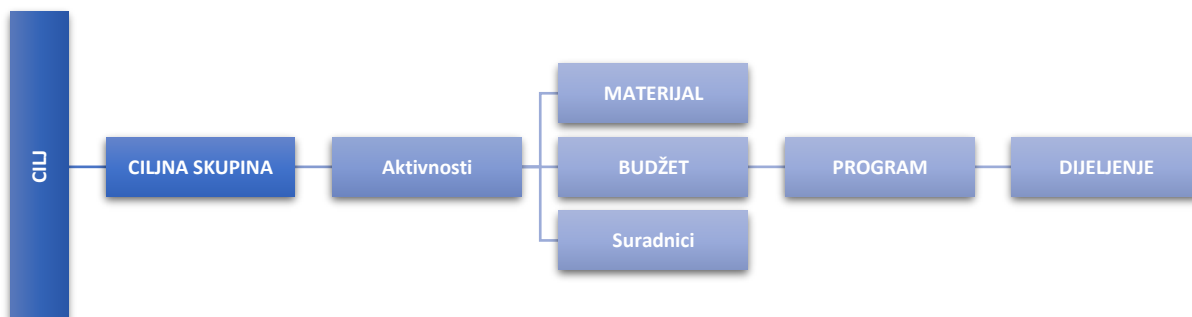 CILJ
CILJNA SKUPINA
Aktivnosti
MATERIJAL
BUDŽET
Suradnici
PROGRAM
DIJELJENJE